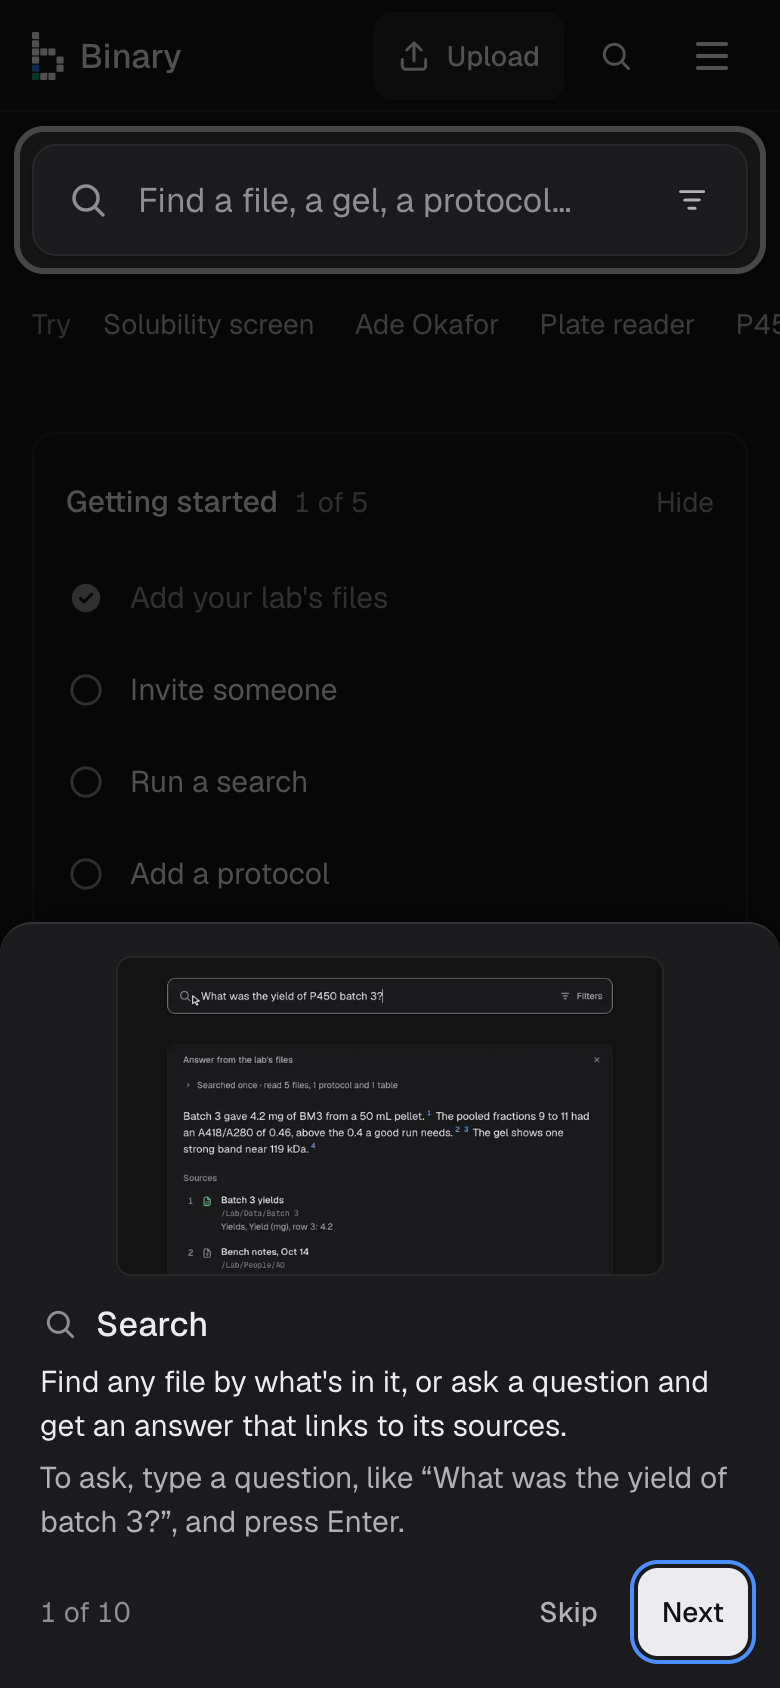 Binary
Upload
Find a file, a gel, a protocol...
Try Solubility screen Ade Okafor Plate reader P45
Getting started 1 of 5 Hide
Add your lab's files
Invite someone
Run a search
Add a protocol
What was the yield of P450 batch 3? Filters
Answer from the lab's files
Searched once · read 5 files, 1 protocol and 1 table
Batch 3 gave 4.2 mg of BM3 from a 50 mL pellet. 1 The pooled fractions 9 to 11 had
an A418/A280 of 0.46, above the 0.4 a good run needs. 2 3 The gel shows one
strong band near 119 kDa. 4
Sources
1 Batch 3 yields
/Lab/Data/Batch 3
Yields, Yield (mg), row 3: 4.2
2 Bench notes, Oct 14
/Lab/People/AO
Search
Find any file by what's in it, or ask a question and
get an answer that links to its sources.
To ask, type a question, like “What was the yield of
batch 3?”, and press Enter.
1 of 10 Skip Next